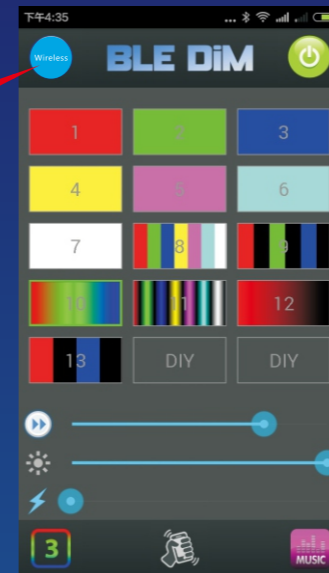 下午4:35
...
Wireless
BLE DiM
1 2 3
4 5 6
7 8 9
10 11 12
13 DIY DIY
3
MUSIC